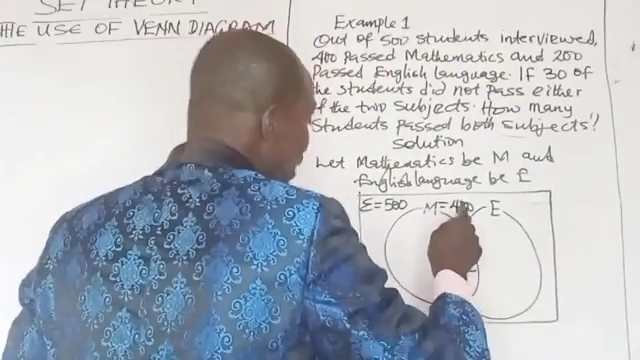 SET THEORY
THE USE OF VENN DIAGRAM
Example 1
Out of 500 students interviewed,
400 passed Mathematics and 200
Passed English language. If 30 of
the students did not pass either
of the two subjects. How many
Students passed both subjects?
Solution
Let Mathematics be M and
English language be E
Σ=500
M=400
E